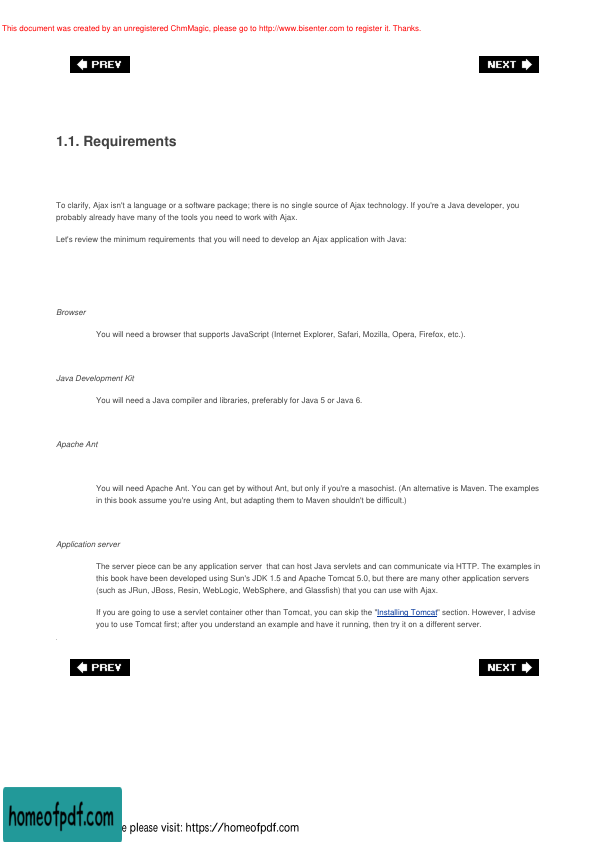 This document was created by an unregistered ChmMagic, please go to http://www.bisenter.com to register it. Thanks.
PREV NEXT
1.1. Requirements
To clarify, Ajax isn't a language or a software package; there is no single source of Ajax technology. If you're a Java developer, you
probably already have many of the tools you need to work with Ajax.
Let's review the minimum requirements that you will need to develop an Ajax application with Java:
Browser
You will need a browser that supports JavaScript (Internet Explorer, Safari, Mozilla, Opera, Firefox, etc.).
Java Development Kit
You will need a Java compiler and libraries, preferably for Java 5 or Java 6.
Apache Ant
You will need Apache Ant. You can get by without Ant, but only if you're a masochist. (An alternative is Maven. The examples
in this book assume you're using Ant, but adapting them to Maven shouldn't be difficult.)
Application server
The server piece can be any application server that can host Java servlets and can communicate via HTTP. The examples in
this book have been developed using Sun's JDK 1.5 and Apache Tomcat 5.0, but there are many other application servers
(such as JRun, JBoss, Resin, WebLogic, WebSphere, and Glassfish) that you can use with Ajax.
If you are going to use a servlet container other than Tomcat, you can skip the "Installing Tomcat" section. However, I advise
you to use Tomcat first; after you understand an example and have it running, then try it on a different server.
PREV NEXT
homeofpdf.com
e please visit: https://homeofpdf.com